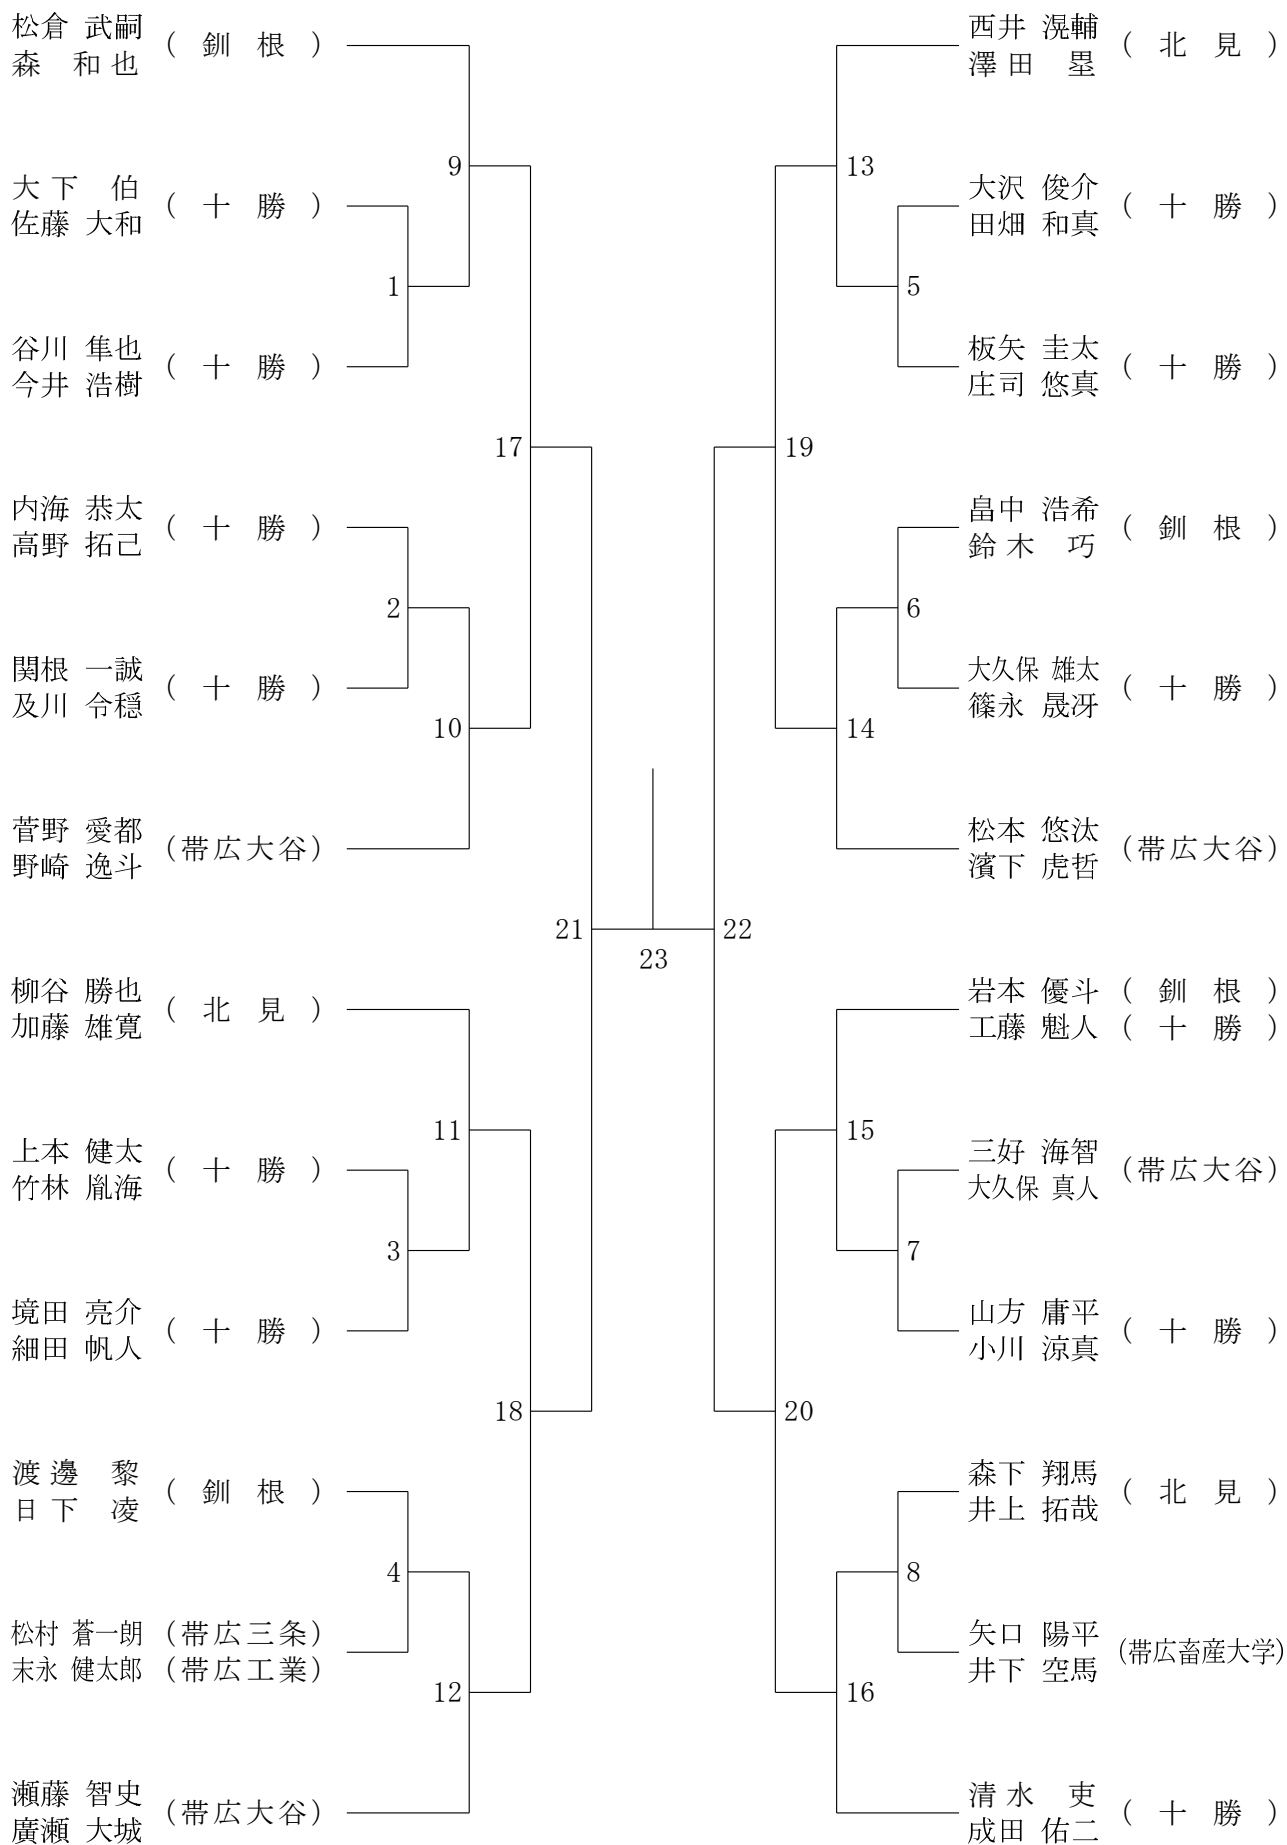 松倉 武嗣 (釧根)
森 和也
9
大下 伯 (十勝)
佐藤 大和
1
谷川 隼也 (十勝)
今井 浩樹
17
内海 恭太 (十勝)
高野 拓己
2
関根 一誠 (十勝)
及川 令穏
10
菅野 愛都 (帯広大谷)
野崎 逸斗
21
柳谷 勝也 (北見)
加藤 雄寛
11
上本 健太 (十勝)
竹林 胤海
3
境田 亮介 (十勝)
細田 帆人
18
渡邊 黎 (釧根)
日下 凌
4
松村 蒼一朗 (帯広三条)
末永 健太郎 (帯広工業)
12
瀬藤 智史 (帯広大谷)
廣瀬 大城
23
西井 滉輔 (北見)
澤田 塁
13
大沢 俊介 (十勝)
田畑 和真
5
板矢 圭太 (十勝)
庄司 悠真
19
畠中 浩希 (釧根)
鈴木 巧
6
大久保 雄太 (十勝)
篠永 晟冴
14
松本 悠汰 (帯広大谷)
濱下 虎哲
22
岩本 優斗 (釧根)
工藤 魁人 (十勝)
15
三好 海智 (帯広大谷)
大久保 真人
7
山方 庸平 (十勝)
小川 涼真
20
森下 翔馬 (北見)
井上 拓哉
8
矢口 陽平 (帯広畜産大学)
井下 空馬
16
清水 吏 (十勝)
成田 佑二